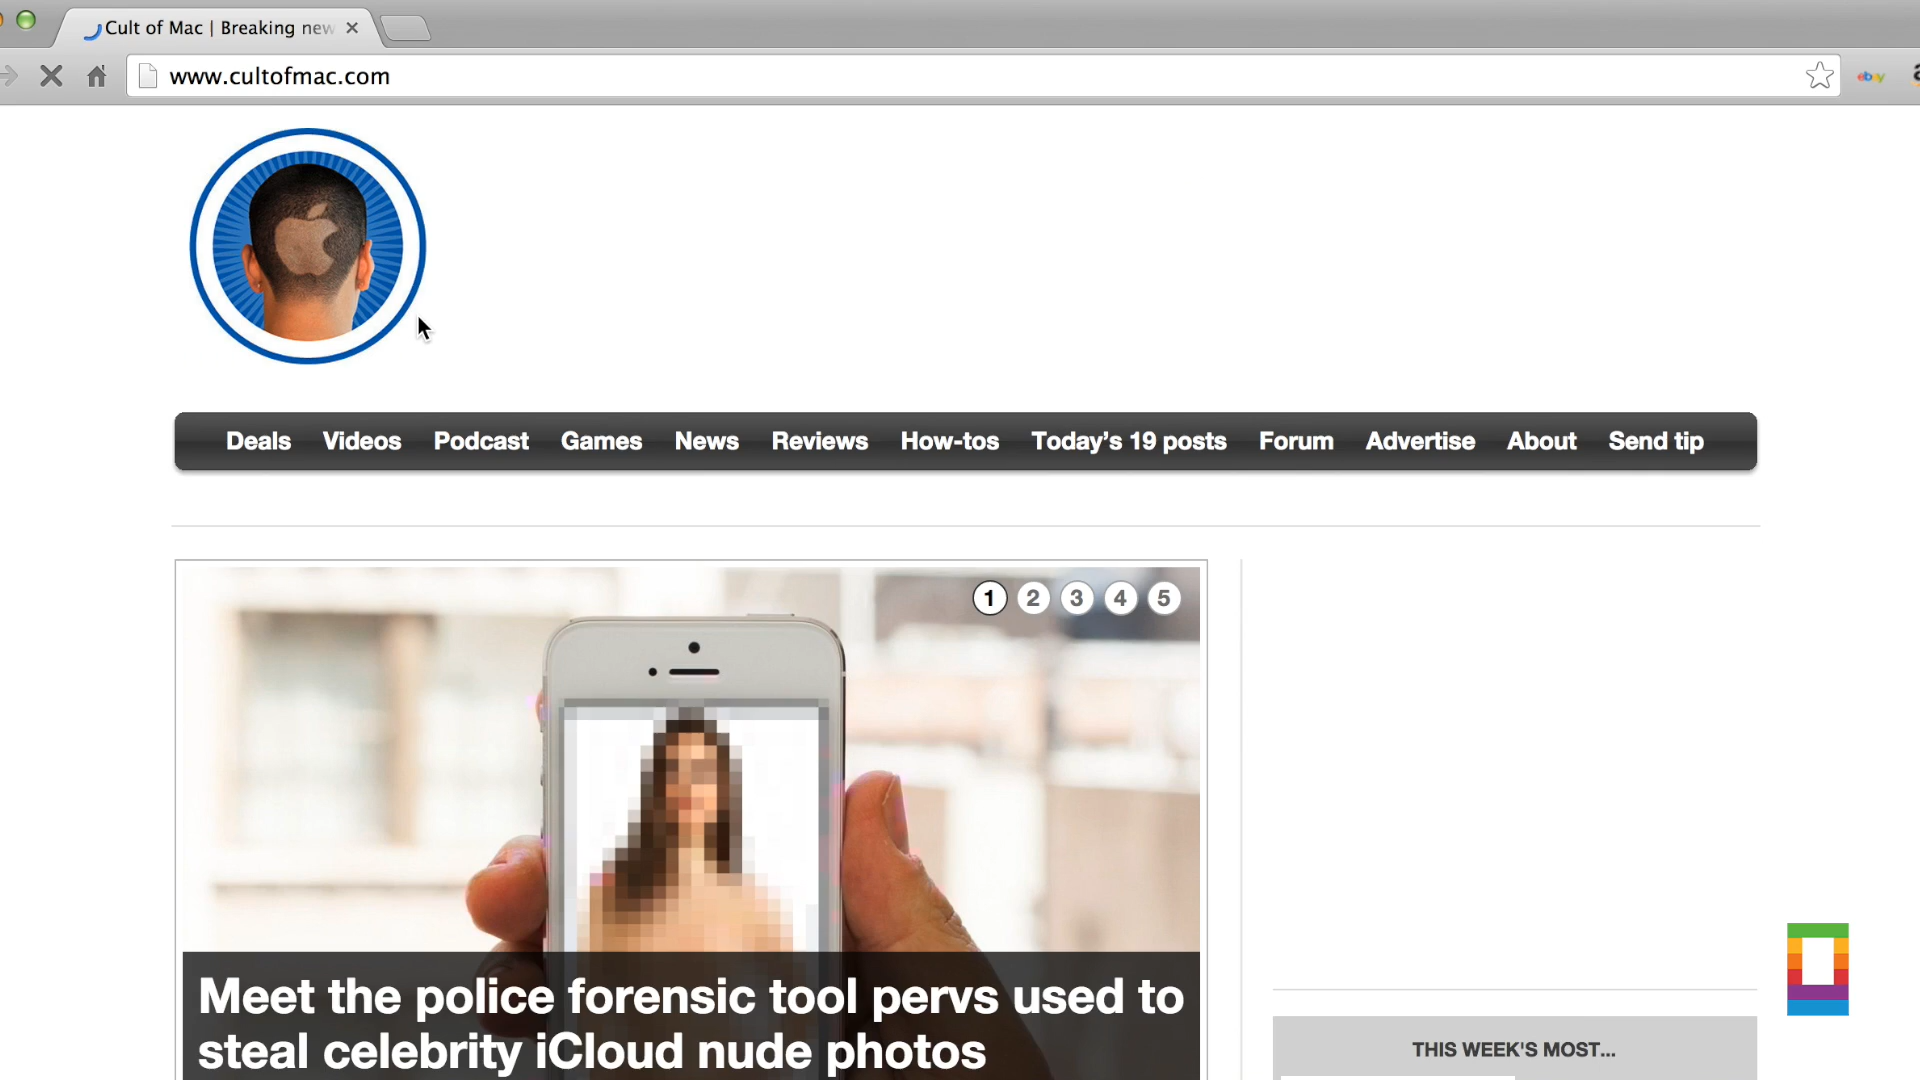 Cult of Mac | Breaking new
www.cultofmac.com
ebay
Deals Videos Podcast Games News Reviews How-tos Today's 19 posts Forum Advertise About Send tip
1 2 3 4 5
Meet the police forensic tool pervs used to
steal celebrity iCloud nude photos
THIS WEEK'S MOST...